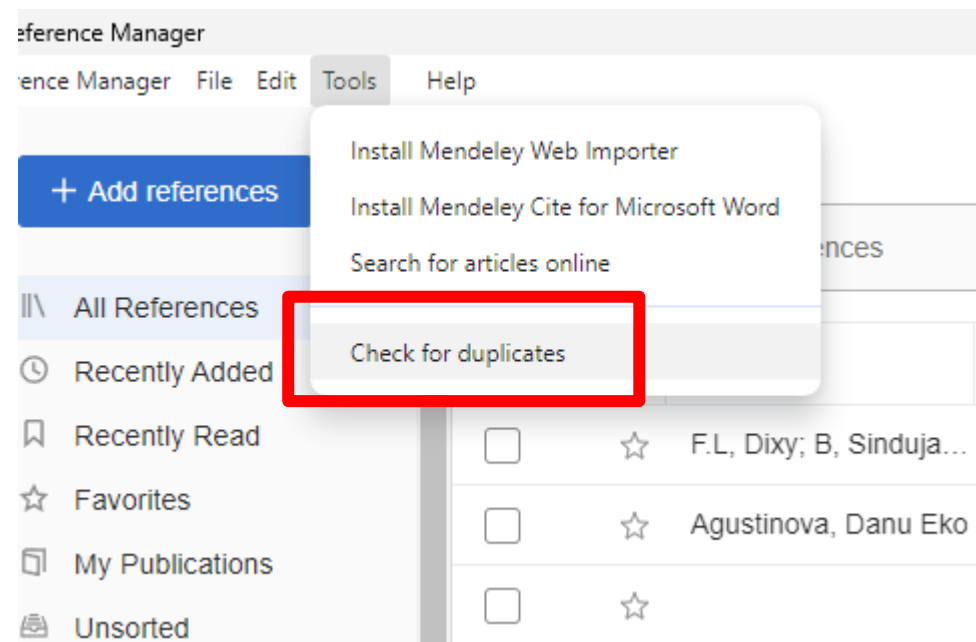 eference Manager
rence Manager File Edit Tools Help
Install Mendeley Web Importer
+ Add references
Install Mendeley Cite for Microsoft Word
Search for articles online
ences
All References
Check for duplicates
Recently Added
Recently Read
F.L, Dixy; B, Sinduja...
Favorites
Agustinova, Danu Eko
My Publications
Unsorted